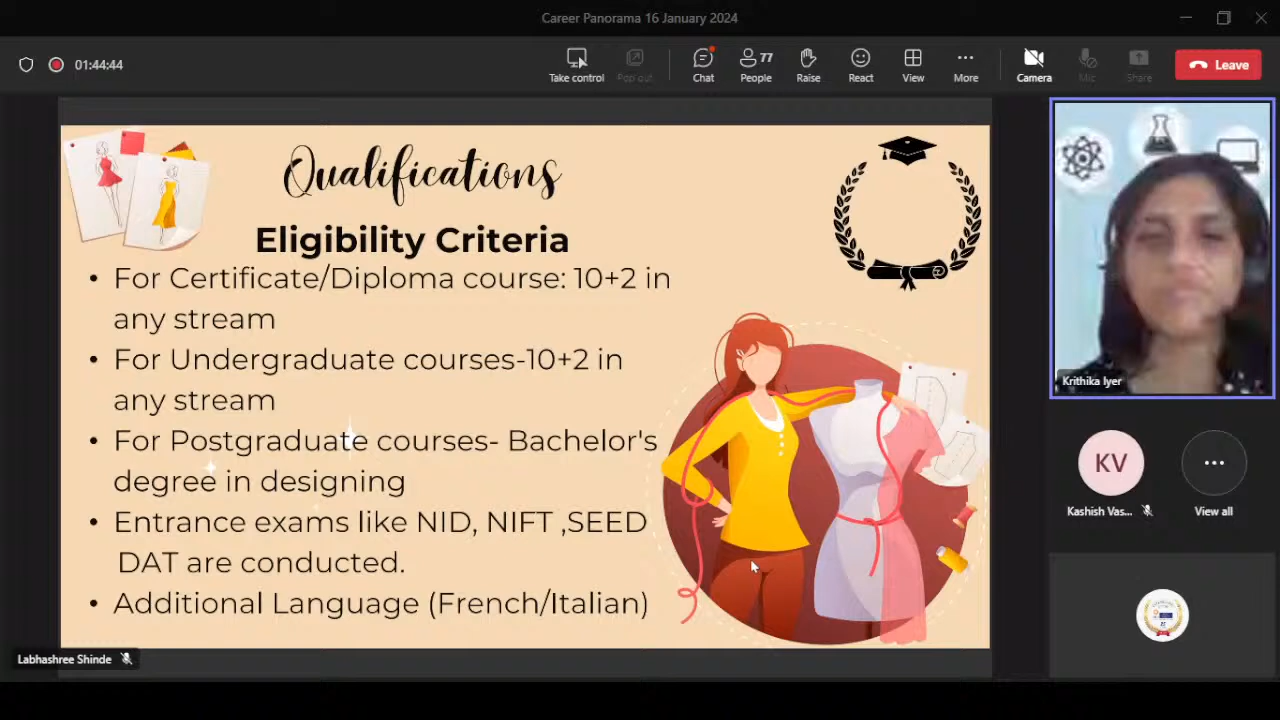 Career Panorama 16 January 2024
01:44:44
Take control
Pop out
Chat
People
77
Raise
React
View
More
Camera
Mic
Share
Leave
Qualifications
Eligibility Criteria
• For Certificate/Diploma course: 10+2 in
any stream
• For Undergraduate courses-10+2 in
any stream
• For Postgraduate courses- Bachelor's
degree in designing
• Entrance exams like NID, NIFT ,SEED
DAT are conducted.
• Additional Language (French/Italian)
Krithika Iyer
KV
Kashish Vas...
View all
Labhashree Shinde